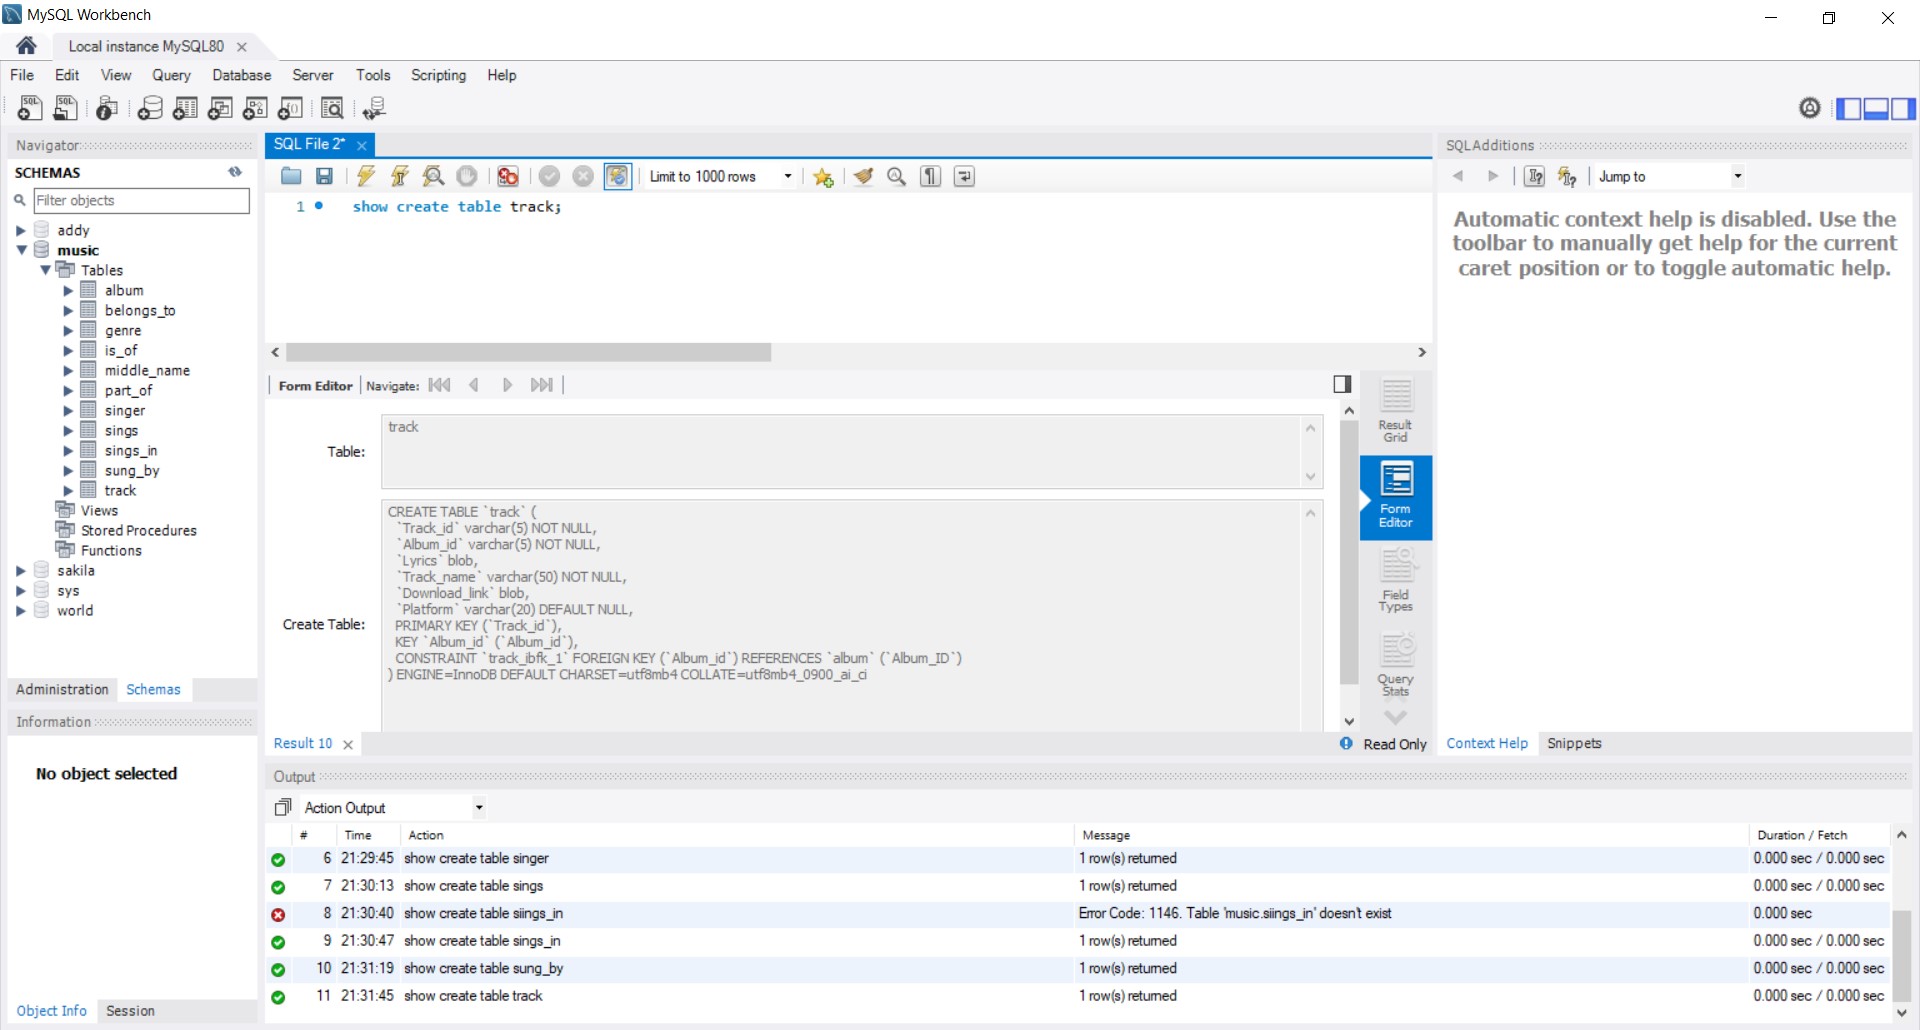 MySQL Workbench
Local instance MySQL80
File Edit View Query Database Server Tools Scripting Help
Navigator
SCHEMAS
Filter objects
addy
music
Tables
album
belongs_to
genre
is_of
middle_name
part_of
singer
sings
sings_in
sung_by
track
Views
Stored Procedures
Functions
sakila
sys
world
Administration Schemas
Information
No object selected
Object Info Session
SQL File 2*
Limit to 1000 rows
1 show create table track;
Form Editor Navigate:
Table:
track
Create Table:
CREATE TABLE `track` (
`Track_id` varchar(5) NOT NULL,
`Album_id` varchar(5) NOT NULL,
`Lyrics` blob,
`Track_name` varchar(50) NOT NULL,
`Download_link` blob,
`Platform` varchar(20) DEFAULT NULL,
PRIMARY KEY (`Track_id`),
KEY `Album_id` (`Album_id`),
CONSTRAINT `track_ibfk_1` FOREIGN KEY (`Album_id`) REFERENCES `album` (`Album_ID`)
) ENGINE=InnoDB DEFAULT CHARSET=utf8mb4 COLLATE=utf8mb4_0900_ai_ci
Result
Grid
Form
Editor
Field
Types
Query
Stats
Result 10
Read Only
SQLAdditions
Jump to
Automatic context help is disabled. Use the
toolbar to manually get help for the current
caret position or to toggle automatic help.
Context Help Snippets
Output
Action Output
# Time Action Message Duration / Fetch
6 21:29:45 show create table singer 1 row(s) returned 0.000 sec / 0.000 sec
7 21:30:13 show create table sings 1 row(s) returned 0.000 sec / 0.000 sec
8 21:30:40 show create table siings_in Error Code: 1146. Table 'music.siings_in' doesn't exist 0.000 sec
9 21:30:47 show create table sings_in 1 row(s) returned 0.000 sec / 0.000 sec
10 21:31:19 show create table sung_by 1 row(s) returned 0.000 sec / 0.000 sec
11 21:31:45 show create table track 1 row(s) returned 0.000 sec / 0.000 sec